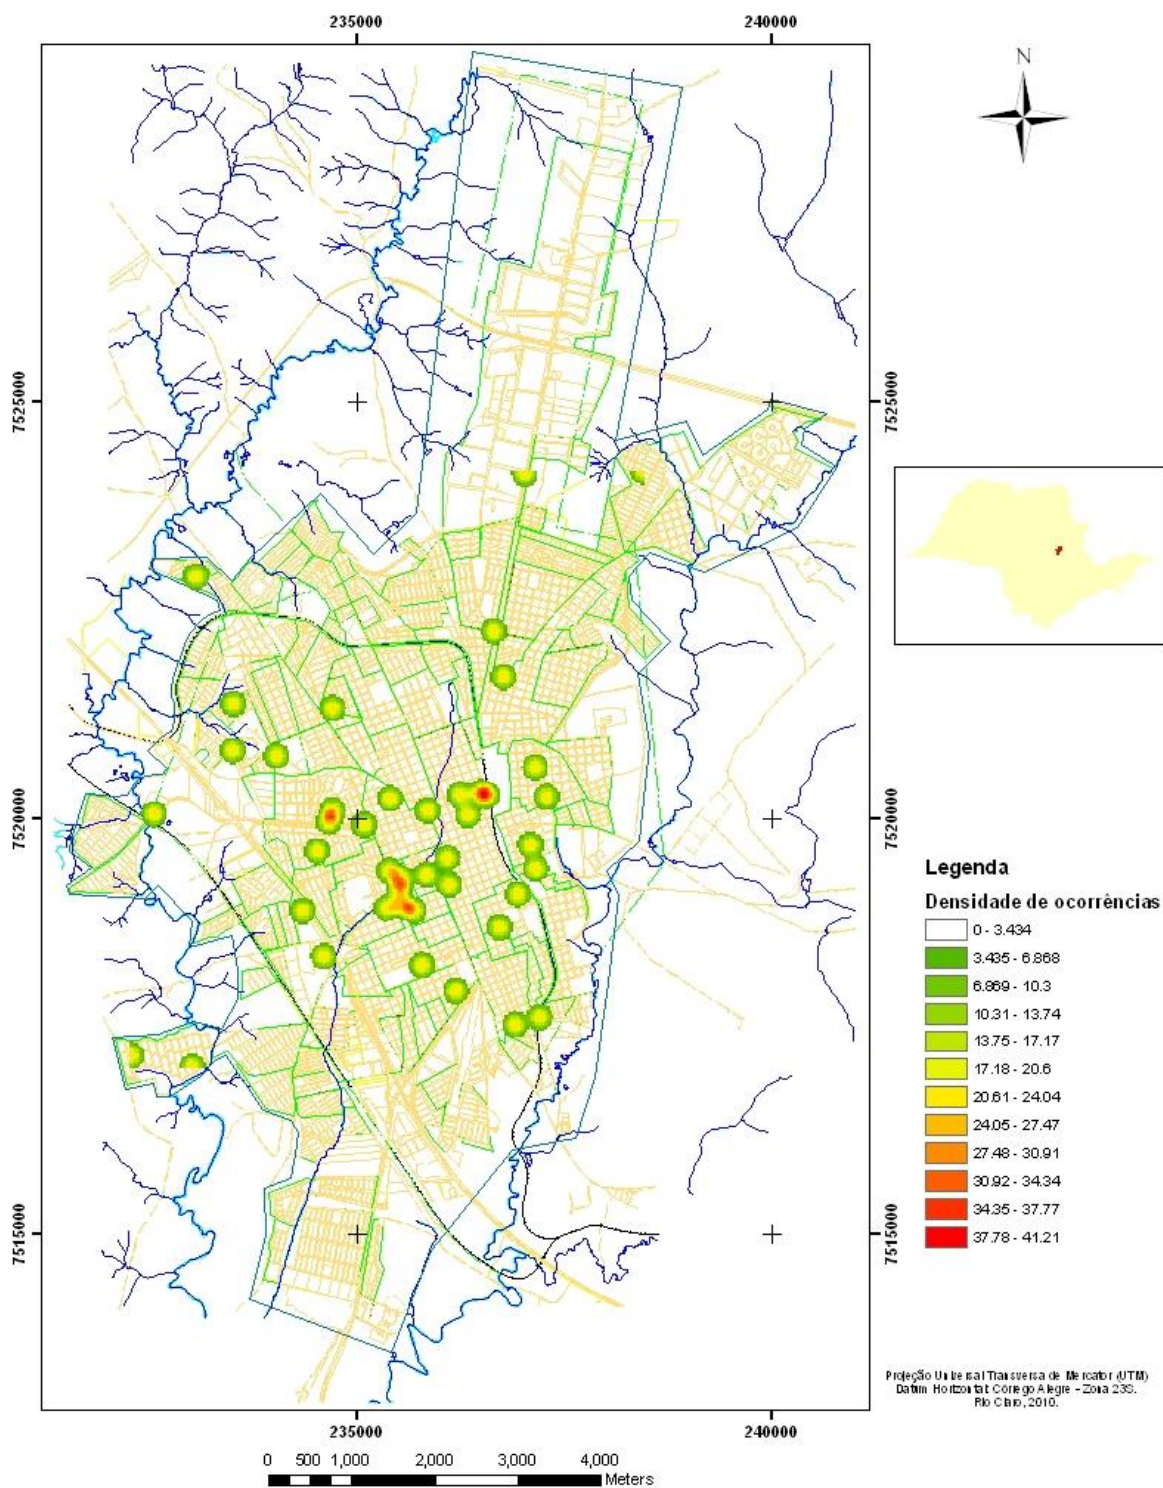 235000
240000
N
7525000
7525000
7520000
7520000
Legenda
Densidade de ocorrências
0 - 3.434
3.435 - 6.868
6.869 - 10.3
10.31 - 13.74
13.75 - 17.17
17.18 - 20.6
20.61 - 24.04
24.05 - 27.47
27.48 - 30.91
30.92 - 34.34
34.35 - 37.77
37.78 - 41.21
7515000
7515000
Projeção Universal Transversa de Mercator (UTM)
Datum Horizontal: Córrego Alegre - Zona 23S.
Rio Claro, 2010.
235000
240000
0 500 1,000 2,000 3,000 4,000
Meters